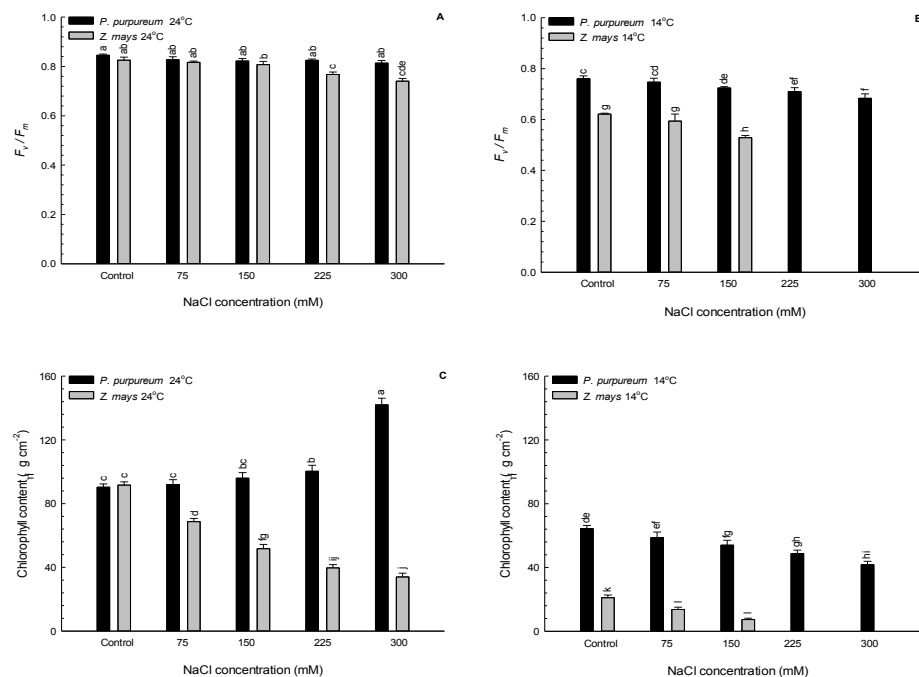 A
P. purpureum 24°C
Z. mays 24°C
1.0
0.8
0.6
0.4
0.2
0.0
Fv / Fm
a ab ab ab ab b ab c ab cde
Control 75 150 225 300
NaCl concentration (mM)
P. purpureum 14°C
Z. mays 14°C
1.0
0.8
0.6
0.4
0.2
0.0
Fv / Fm
c g cd g de h ef f
Control 75 150 225 300
NaCl concentration (mM)
C
P. purpureum 24°C
Z. mays 24°C
160
120
80
40
0
Chlorophyll content ( g cm-2)
c c c d bc fg b ij a j
Control 75 150 225 300
NaCl concentration (mM)
P. purpureum 14°C
Z. mays 14°C
160
120
80
40
0
Chlorophyll content ( g cm-2)
de k ef l fg l gh hi
Control 75 150 225 300
NaCl concentration (mM)